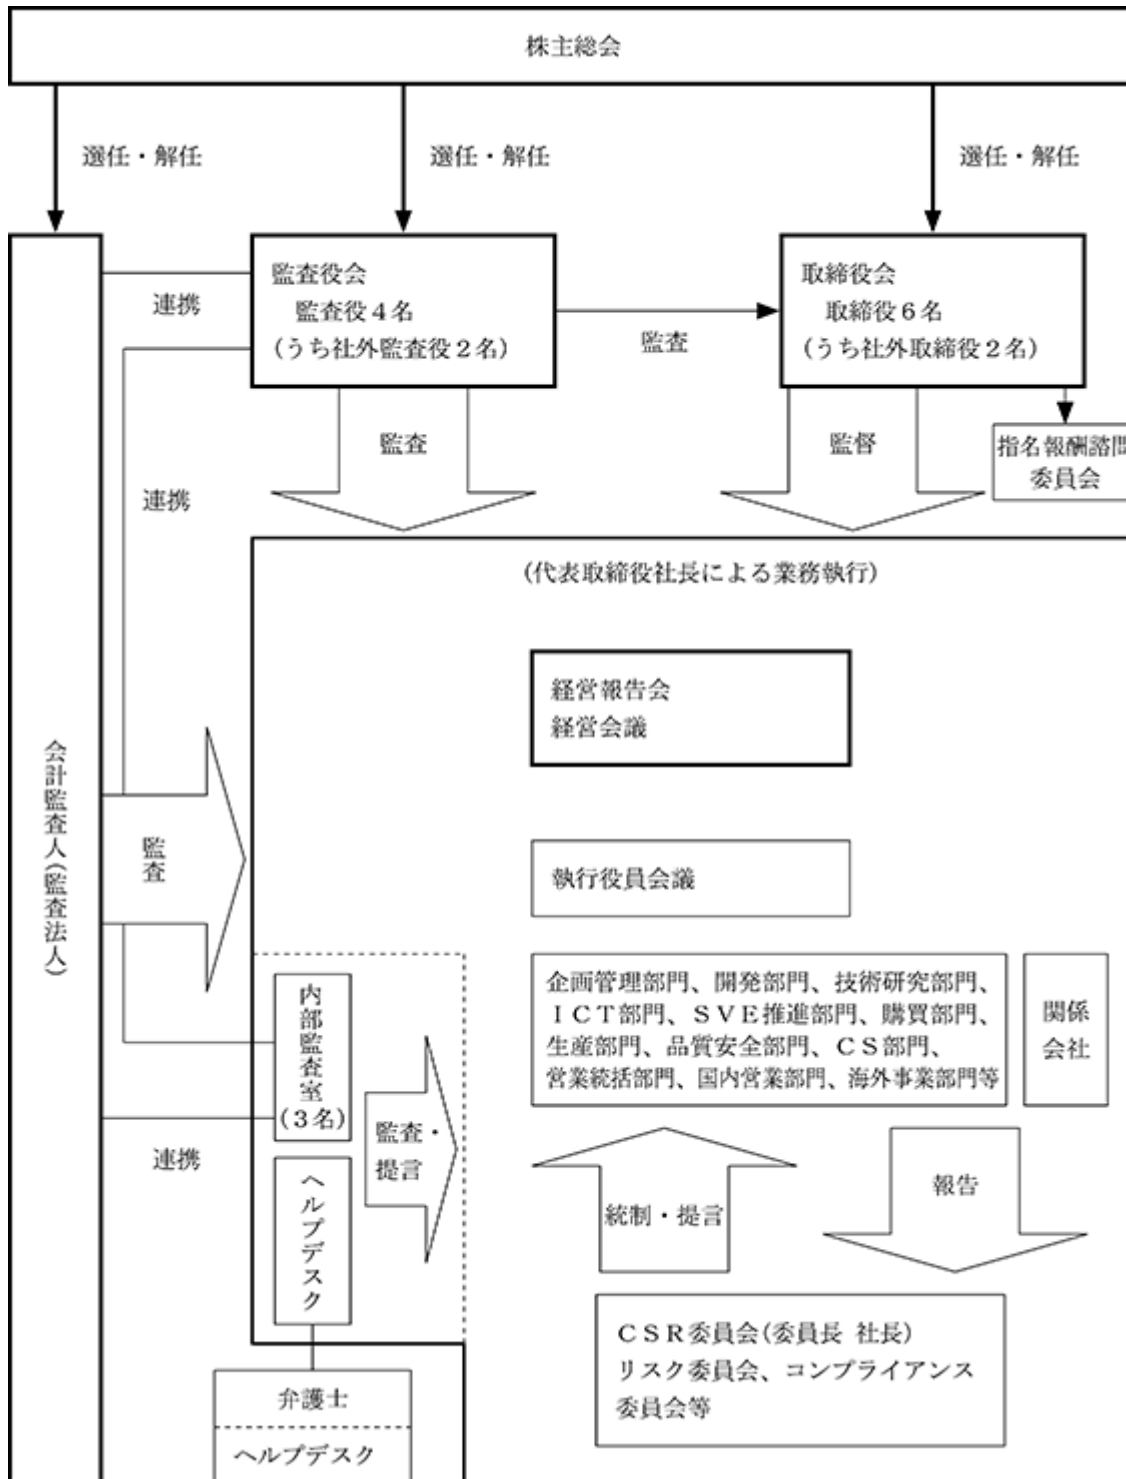 株主総会
選任・解任
選任・解任
選任・解任
監査役会
監査役4名
(うち社外監査役2名)
連携
監査
取締役会
取締役6名
(うち社外取締役2名)
監査
監督
指名報酬諮問
委員会
連携
(代表取締役社長による業務執行)
経営報告会
経営会議
会計監査人(監査法人)
監査
執行役員会議
内部監査室
(3名)
企画管理部門、開発部門、技術研究部門、
ICT部門、SVE推進部門、購買部門、
生産部門、品質安全部門、CS部門、
営業統括部門、国内営業部門、海外事業部門等
関係
会社
監査・
提言
連携
ヘルプデスク
統制・提言
報告
CSR委員会(委員長 社長)
リスク委員会、コンプライアンス
委員会等
弁護士
ヘルプデスク